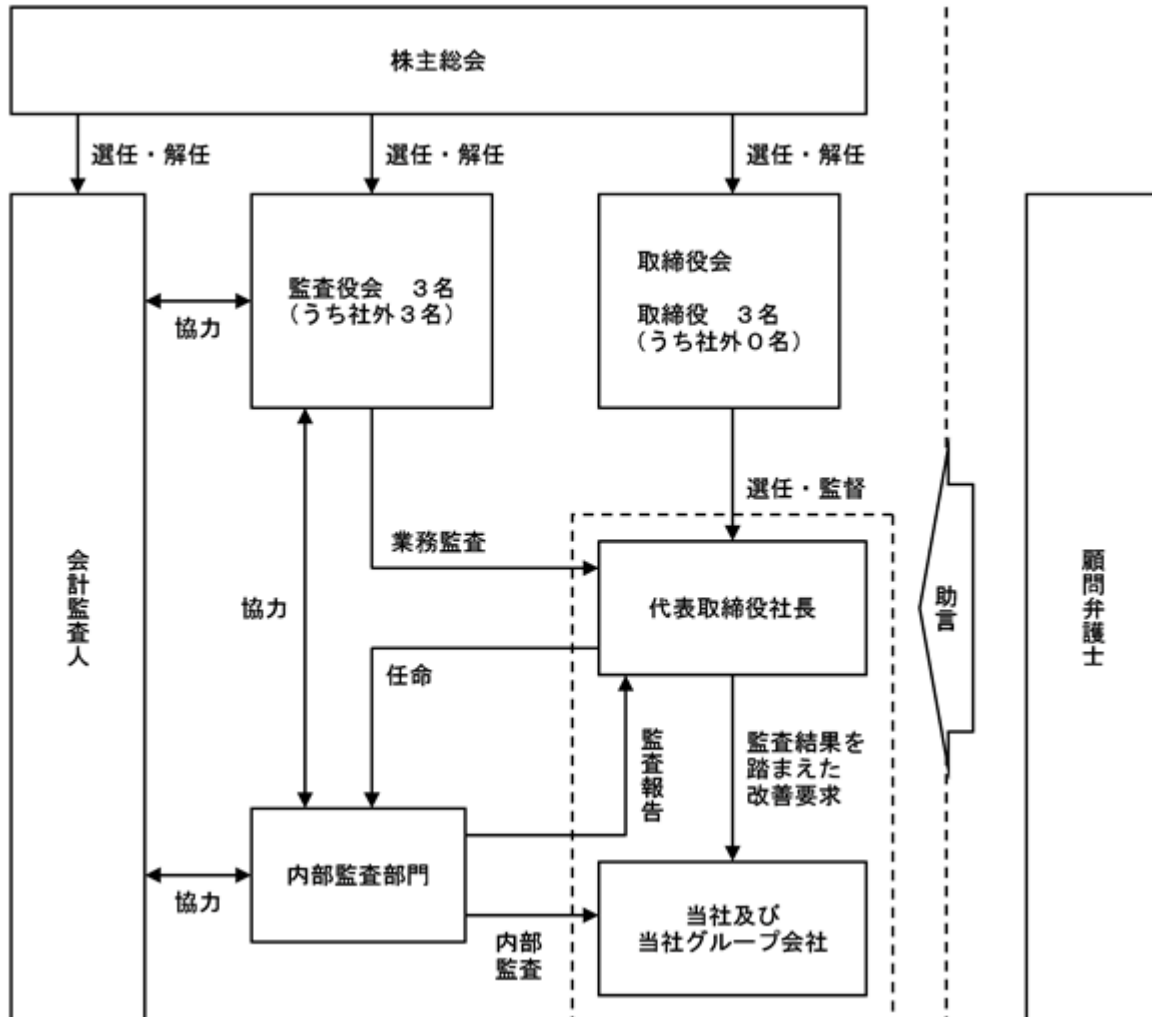 株主総会
選任・解任
選任・解任
選任・解任
監査役会　３名
（うち社外３名）
取締役会
取締役　３名
（うち社外０名）
協力
選任・監督
業務監査
会計監査人
協力
代表取締役社長
助言
顧問弁護士
任命
監査報告
監査結果を
踏まえた
改善要求
内部監査部門
協力
内部
監査
当社及び
当社グループ会社